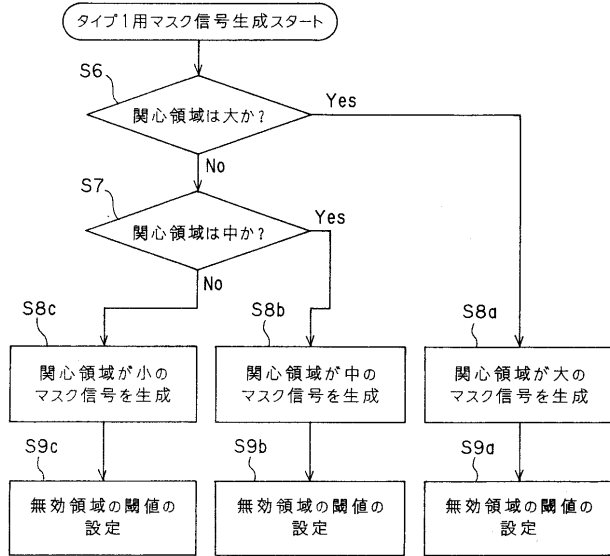 タイプ1用マスク信号生成スタート
S6
関心領域は大か?
Yes
No
S7
関心領域は中か?
Yes
No
S8c
関心領域が小の
マスク信号を生成
S8b
関心領域が中の
マスク信号を生成
S8a
関心領域が大の
マスク信号を生成
S9c
無効領域の閾値の
設定
S9b
無効領域の閾値の
設定
S9a
無効領域の閾値の
設定